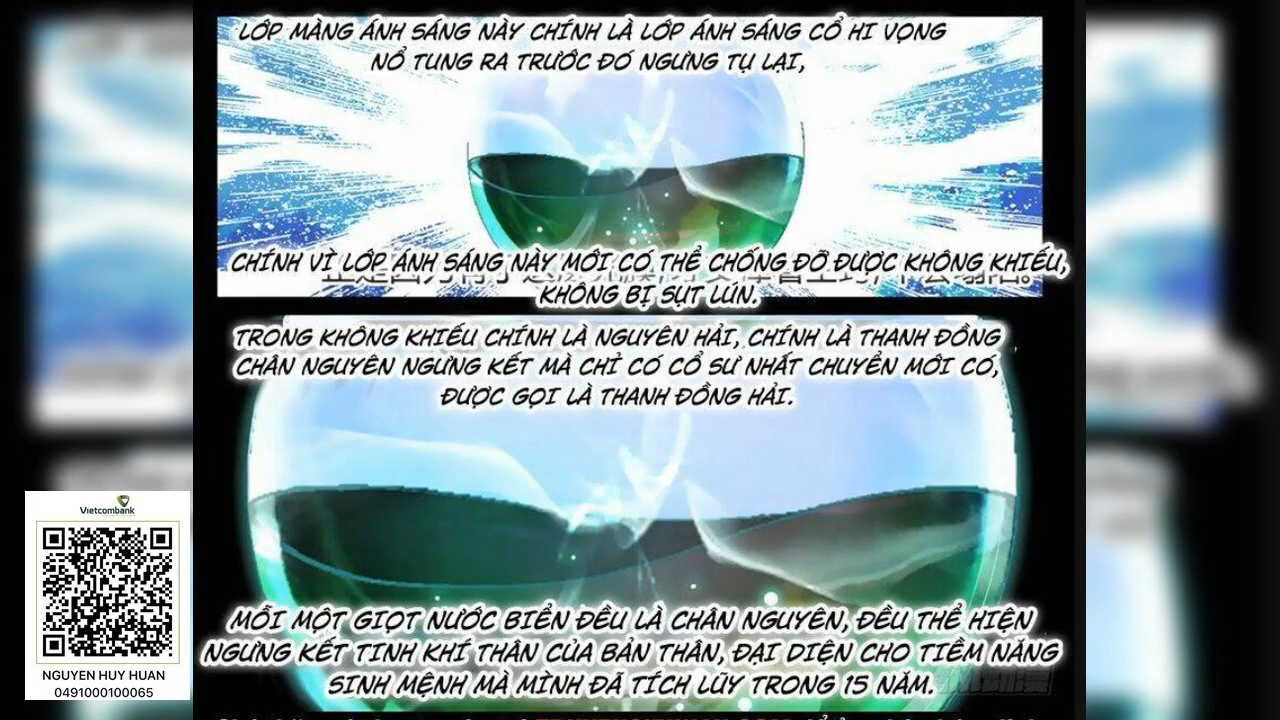 LỚP MÀNG ÁNH SÁNG NÀY CHÍNH LÀ LỚP ÁNH SÁNG CỔ HI VỌNG
NỔ TUNG RA TRƯỚC ĐÓ NGƯNG TỤ LẠI,
CHÍNH VÌ LỚP ÁNH SÁNG NÀY MỚI CÓ THỂ CHỐNG ĐỠ ĐƯỢC KHÔNG KHIẾU,
KHÔNG BỊ SỤT LÚN.
TRONG KHÔNG KHIẾU CHÍNH LÀ NGUYÊN HẢI, CHÍNH LÀ THANH ĐỒNG
CHÂN NGUYÊN NGƯNG KẾT MÀ CHỈ CÓ CỔ SƯ NHẤT CHUYỂN MỚI CÓ,
ĐƯỢC GỌI LÀ THANH ĐỒNG HẢI.
MỖI MỘT GIỌT NƯỚC BIỂN ĐỀU LÀ CHÂN NGUYÊN, ĐỀU THỂ HIỆN
NGƯNG KẾT TINH KHÍ THẦN CỦA BẢN THÂN, ĐẠI DIỆN CHO TIỀM NĂNG
SINH MỆNH MÀ MÌNH ĐÃ TÍCH LŨY TRONG 15 NĂM.
Vietcombank
NGUYEN HUY HUAN
0491000100065